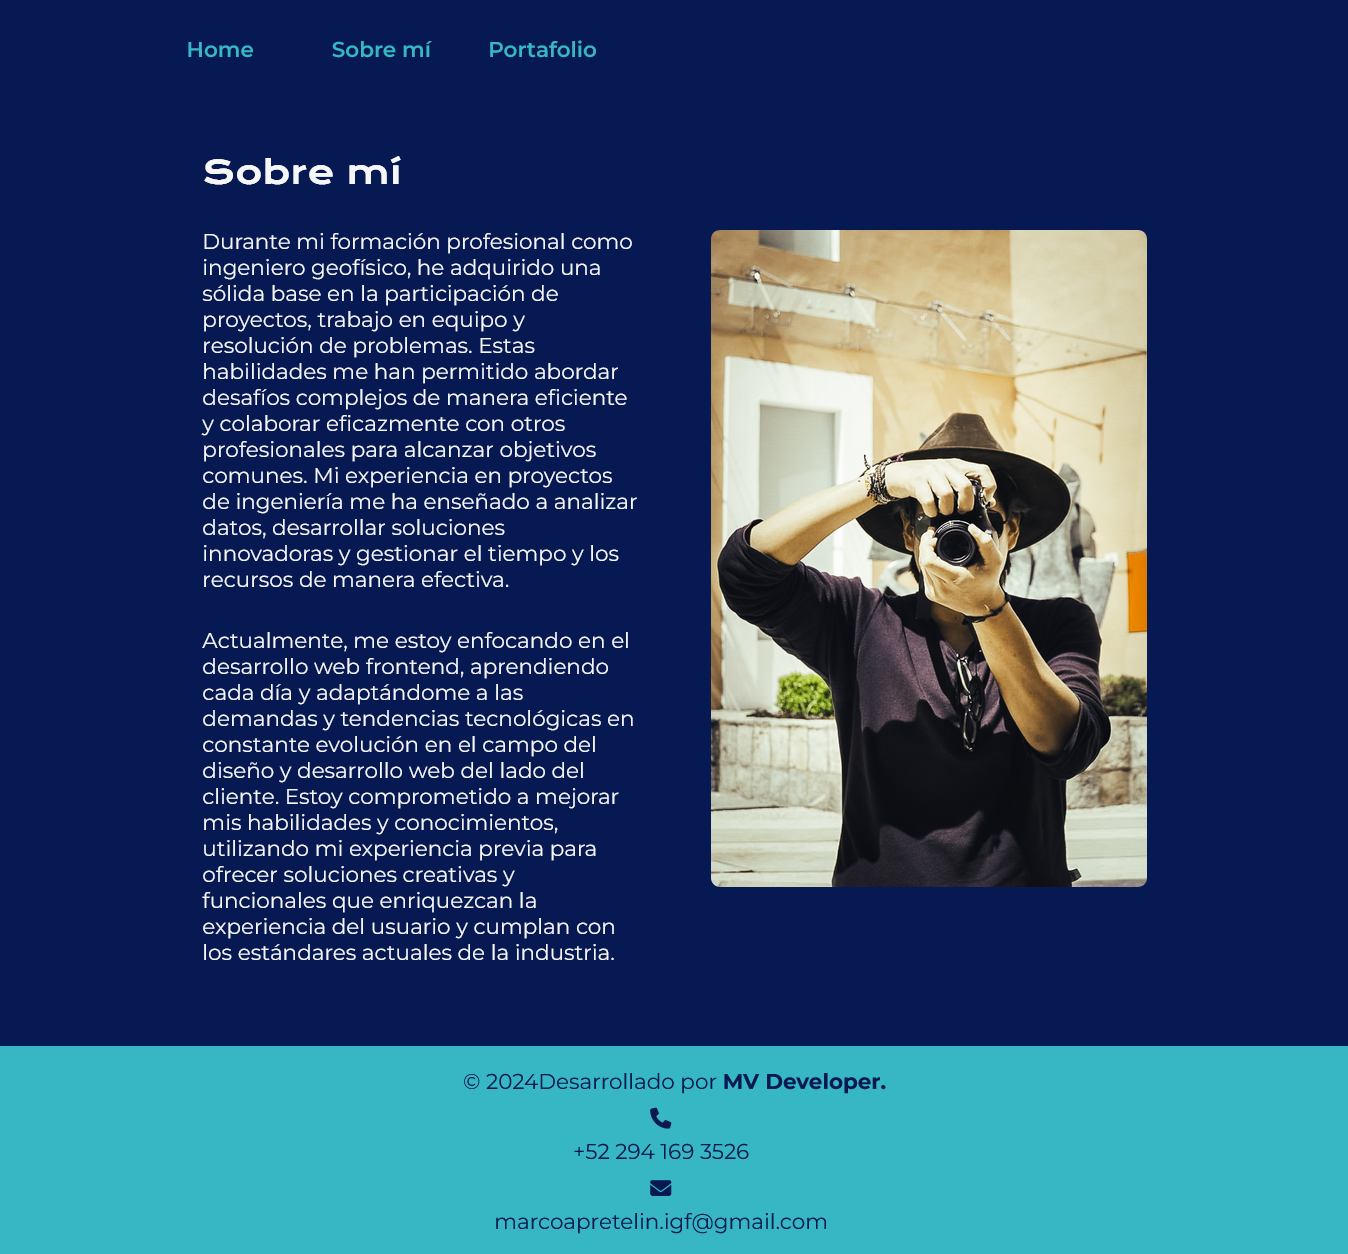 Home Sobre mí Portafolio
Sobre mí
Durante mi formación profesional como
ingeniero geofísico, he adquirido una
sólida base en la participación de
proyectos, trabajo en equipo y
resolución de problemas. Estas
habilidades me han permitido abordar
desafíos complejos de manera eficiente
y colaborar eficazmente con otros
profesionales para alcanzar objetivos
comunes. Mi experiencia en proyectos
de ingeniería me ha enseñado a analizar
datos, desarrollar soluciones
innovadoras y gestionar el tiempo y los
recursos de manera efectiva.
Actualmente, me estoy enfocando en el
desarrollo web frontend, aprendiendo
cada día y adaptándome a las
demandas y tendencias tecnológicas en
constante evolución en el campo del
diseño y desarrollo web del lado del
cliente. Estoy comprometido a mejorar
mis habilidades y conocimientos,
utilizando mi experiencia previa para
ofrecer soluciones creativas y
funcionales que enriquezcan la
experiencia del usuario y cumplan con
los estándares actuales de la industria.
© 2024Desarrollado por MV Developer.
+52 294 169 3526
marcoapretelin.igf@gmail.com